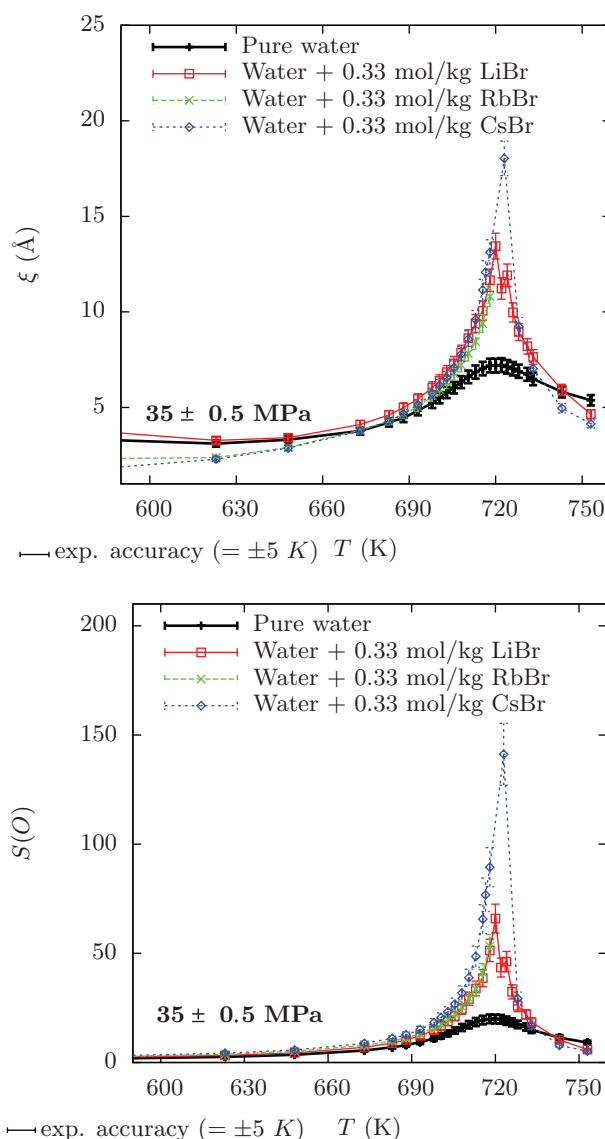 25
Pure water
Water + 0.33 mol/kg LiBr
Water + 0.33 mol/kg RbBr
Water + 0.33 mol/kg CsBr
20
15
ξ (Å)
10
5
35 ± 0.5 MPa
600 630 660 690 720 750
exp. accuracy (= ±5 K) T (K)
200
Pure water
Water + 0.33 mol/kg LiBr
Water + 0.33 mol/kg RbBr
Water + 0.33 mol/kg CsBr
150
S(O)
100
50
35 ± 0.5 MPa
0
600 630 660 690 720 750
exp. accuracy (= ±5 K) T (K)